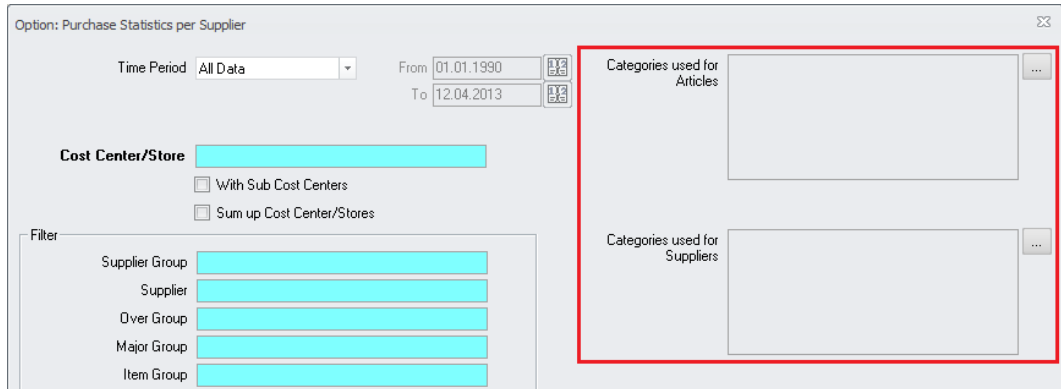 Option: Purchase Statistics per Supplier
Time Period All Data From 01.01.1990
To 12.04.2013
Cost Center/Store
With Sub Cost Centers
Sum up Cost Center/Stores
Filter
Supplier Group
Supplier
Over Group
Major Group
Item Group
Categories used for
Articles
...
Categories used for
Suppliers
...